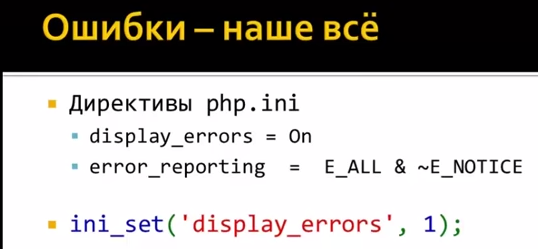 Ошибки – наше всё
Директивы php.ini
display_errors = On
error_reporting = E_ALL & ~E_NOTICE
ini_set('display_errors', 1);